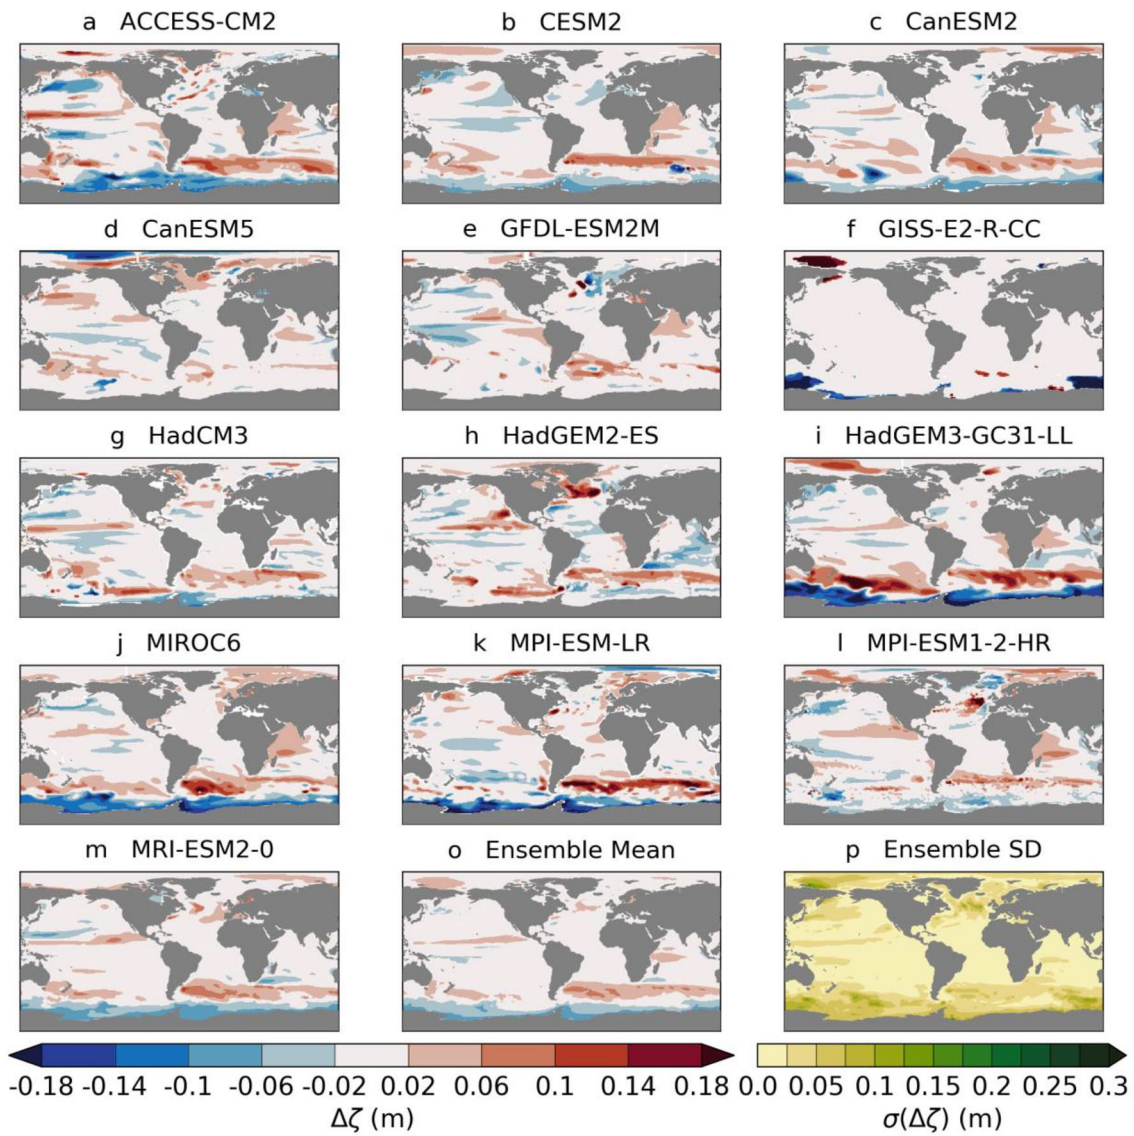 a ACCESS-CM2
b CESM2
c CanESM2
d CanESM5
e GFDL-ESM2M
f GISS-E2-R-CC
g HadCM3
h HadGEM2-ES
i HadGEM3-GC31-LL
j MIROC6
k MPI-ESM-LR
l MPI-ESM1-2-HR
m MRI-ESM2-0
o Ensemble Mean
p Ensemble SD
-0.18 -0.14 -0.1 -0.06 -0.02 0.02 0.06 0.1 0.14 0.18
Δζ (m)
0.0 0.05 0.1 0.15 0.2 0.25 0.3
σ(Δζ) (m)